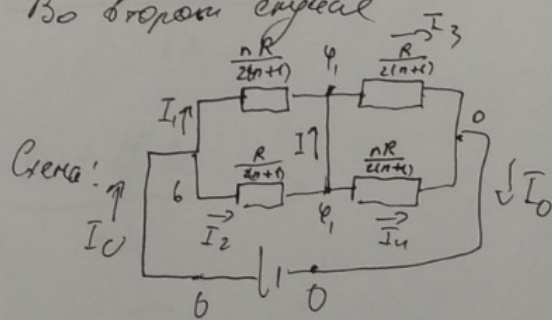 Во втором случае
nR/2(n+1) φ₁ R/2(n+1) I₃
I₁
Схема: R/2(n+1) I nR/2(n+1) 0
I₀ б I₂ φ₁ I₄ I₀
б 0